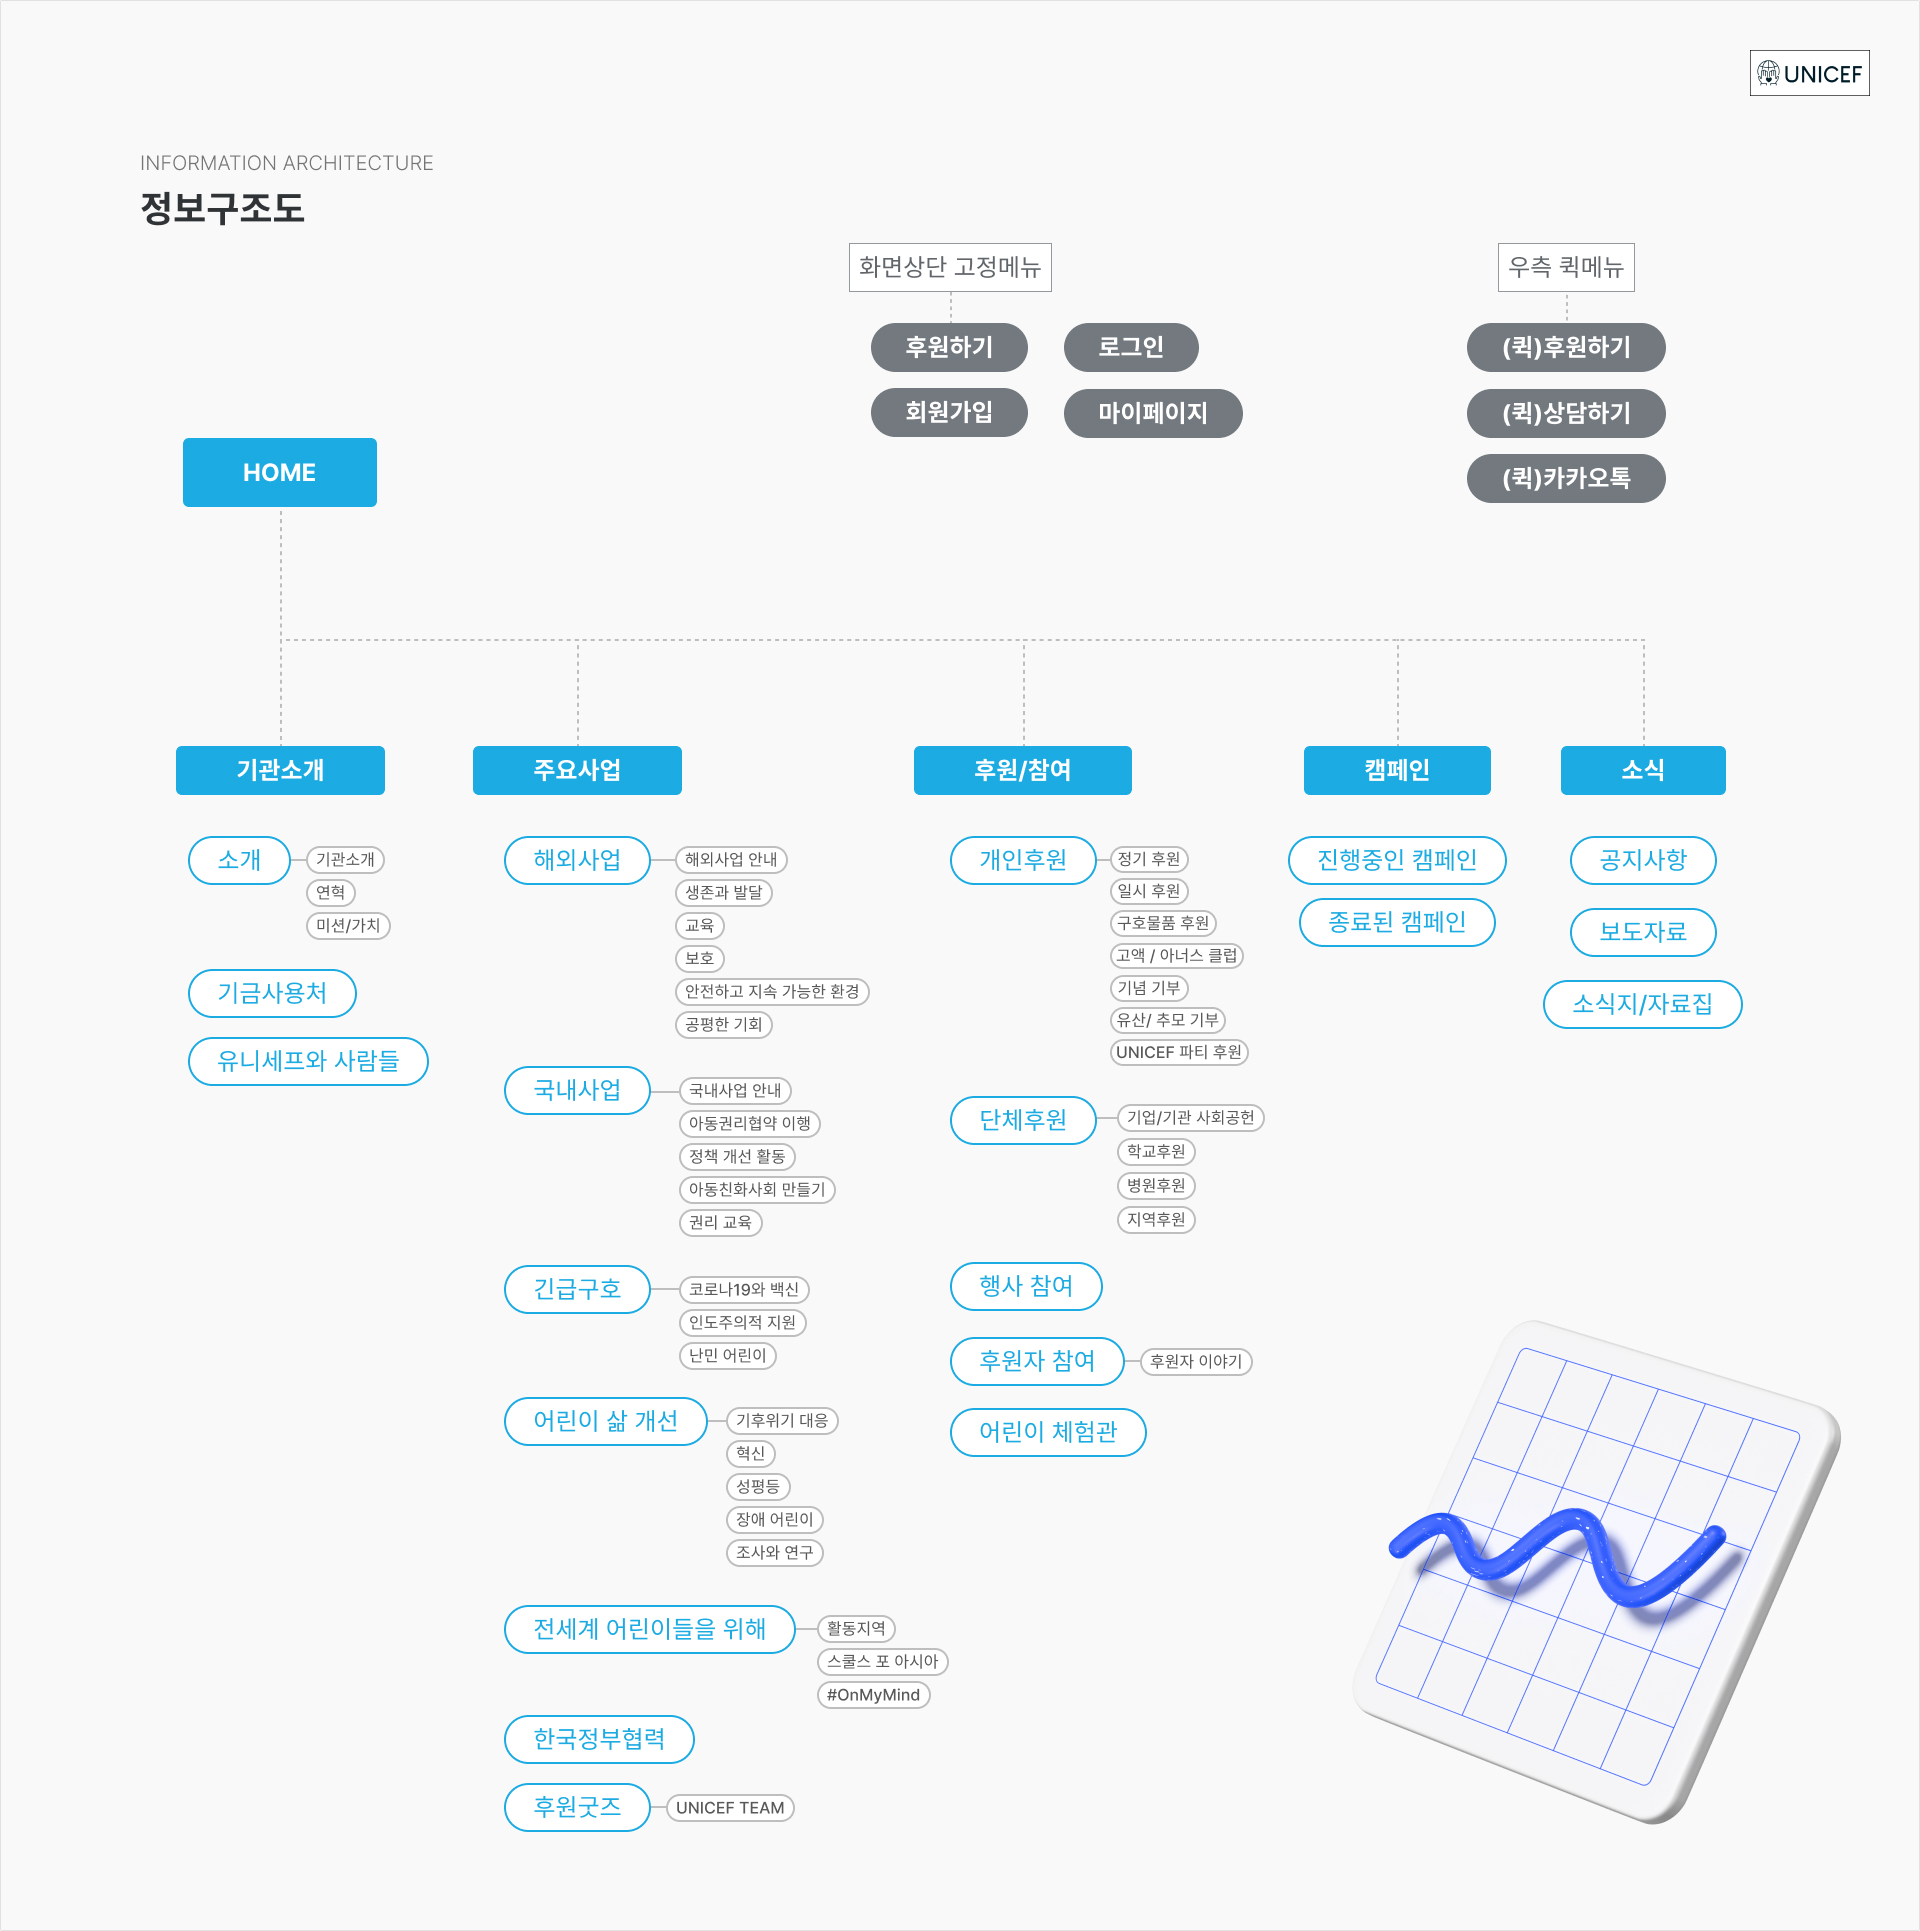 UNICEF
INFORMATION ARCHITECTURE
정보구조도
화면상단 고정메뉴
후원하기
로그인
회원가입
마이페이지
우측 퀵메뉴
(퀵)후원하기
(퀵)상담하기
(퀵)카카오톡
HOME
기관소개
소개
기관소개
연혁
미션/가치
기금사용처
유니세프와 사람들
주요사업
해외사업
해외사업 안내
생존과 발달
교육
보호
안전하고 지속 가능한 환경
공평한 기회
국내사업
국내사업 안내
아동권리협약 이행
정책 개선 활동
아동친화사회 만들기
권리 교육
긴급구호
코로나19와 백신
인도주의적 지원
난민 어린이
어린이 삶 개선
기후위기 대응
혁신
성평등
장애 어린이
조사와 연구
전세계 어린이들을 위해
활동지역
스쿨스 포 아시아
#OnMyMind
한국정부협력
후원굿즈
UNICEF TEAM
후원/참여
개인후원
정기 후원
일시 후원
구호물품 후원
고액 / 아너스 클럽
기념 기부
유산/ 추모 기부
UNICEF 파티 후원
단체후원
기업/기관 사회공헌
학교후원
병원후원
지역후원
행사 참여
후원자 참여
후원자 이야기
어린이 체험관
캠페인
진행중인 캠페인
종료된 캠페인
소식
공지사항
보도자료
소식지/자료집